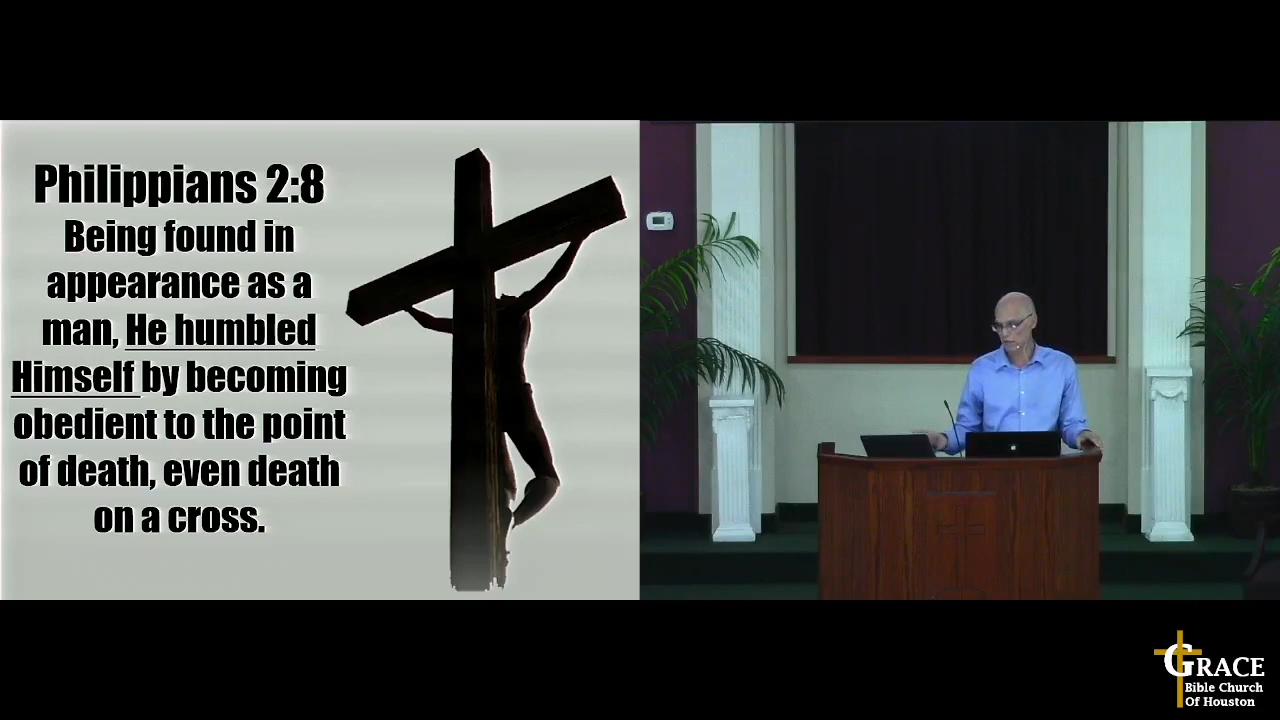 Philippians 2:8
Being found in
appearance as a
man, He humbled
Himself by becoming
obedient to the point
of death, even death
on a cross.
GRACE
Bible Church
Of Houston